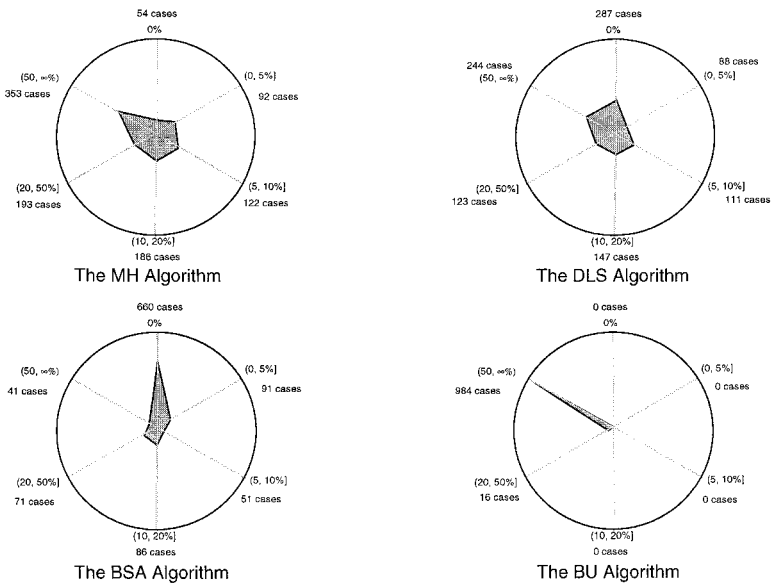 54 cases
0%
(50, ∞%)
353 cases
(0, 5%]
92 cases
(20, 50%]
193 cases
(5, 10%]
122 cases
(10, 20%]
186 cases
The MH Algorithm
287 cases
0%
244 cases
(50, ∞%)
88 cases
(0, 5%]
(20, 50%]
123 cases
(5, 10%]
111 cases
(10, 20%]
147 cases
The DLS Algorithm
660 cases
0%
(50, ∞%)
41 cases
(0, 5%]
91 cases
(20, 50%]
71 cases
(5, 10%]
51 cases
(10, 20%]
86 cases
The BSA Algorithm
0 cases
0%
(50, ∞%)
984 cases
(0, 5%]
0 cases
(20, 50%]
16 cases
(5, 10%]
0 cases
(10, 20%]
0 cases
The BU Algorithm